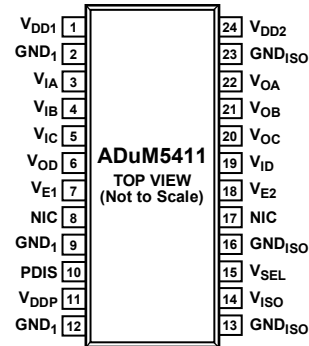 VDD1 1 24 VDD2
GND1 2 23 GNDISO
VIA 3 22 VOA
VIB 4 21 VOB
VIC 5 20 VOC
VOD 6 ADuM5411 19 VID
VE1 7 TOP VIEW 18 VE2
NIC 8 (Not to Scale) 17 NIC
GND1 9 16 GNDISO
PDIS 10 15 VSEL
VDDP 11 14 VISO
GND1 12 13 GNDISO